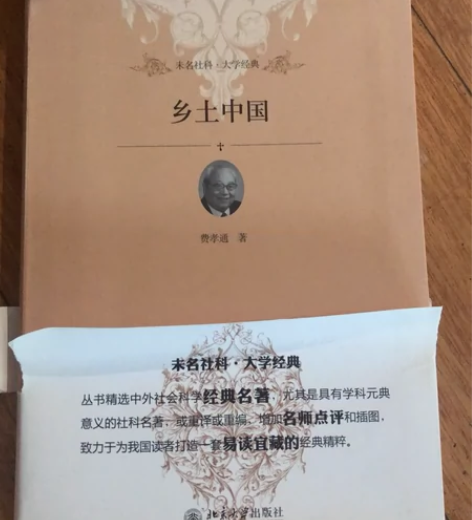 未名社科·大学经典
乡土中国
费孝通 著
未名社科·大学经典
丛书精选中外社会科学经典名著，尤其是具有学科元典
意义的社科名著，或重译或重编，增加名师点评和插图，
致力于为我国读者打造一套易读宜藏的经典精粹。
北京大学出版社